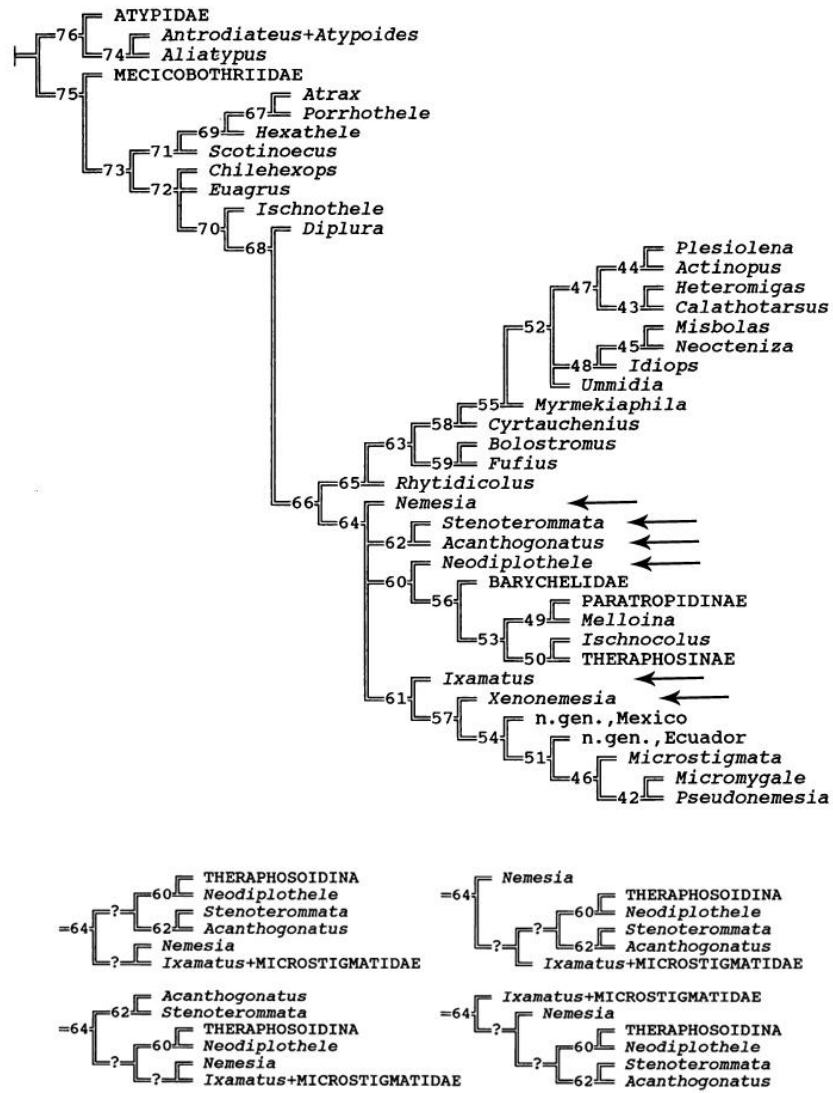 ATYPIDAE
76
Antrodiateus+Atypoides
74
Aliatypus
MECICOBOTHRIIDAE
75
Atrax
67
Porrhothele
69
Hexathele
71
Scotinoecus
73
Chilehexops
72
Euagrus
Ischnothele
70
Diplura
68
Plesiolena
44
Actinopus
47
Heteromigas
43
Calathotarsus
52
Misbolas
45
Neocteniza
48
Idiops
Ummidia
55
Myrmekiaphila
58
Cyrtauchenius
63
Bolostromus
59
Fufius
65
Rhytidicolus
66
Nemesia
64
Stenoterommata
62
Acanthogonatus
Neodiplothele
60
BARYCHELIDAE
56
PARATROPIDINAE
49
Melloina
53
Ischnocolus
50
THERAPHOSINAE
Ixamatus
61
Xenonemesia
57
n.gen.,Mexico
54
n.gen.,Ecuador
51
Microstigmata
46
Micromygale
42
Pseudonemesia
THERAPHOSOIDINA
60
Neodiplothele
?
Stenoterommata
=64
62
Acanthogonatus
Nemesia
?
Ixamatus+MICROSTIGMATIDAE
Nemesia
=64
THERAPHOSOIDINA
60
Neodiplothele
?
Stenoterommata
62
Acanthogonatus
?
Ixamatus+MICROSTIGMATIDAE
Acanthogonatus
62
Stenoterommata
=64
THERAPHOSOIDINA
60
Neodiplothele
?
Nemesia
?
Ixamatus+MICROSTIGMATIDAE
Ixamatus+MICROSTIGMATIDAE
=64
Nemesia
?
THERAPHOSOIDINA
60
Neodiplothele
?
Stenoterommata
62
Acanthogonatus